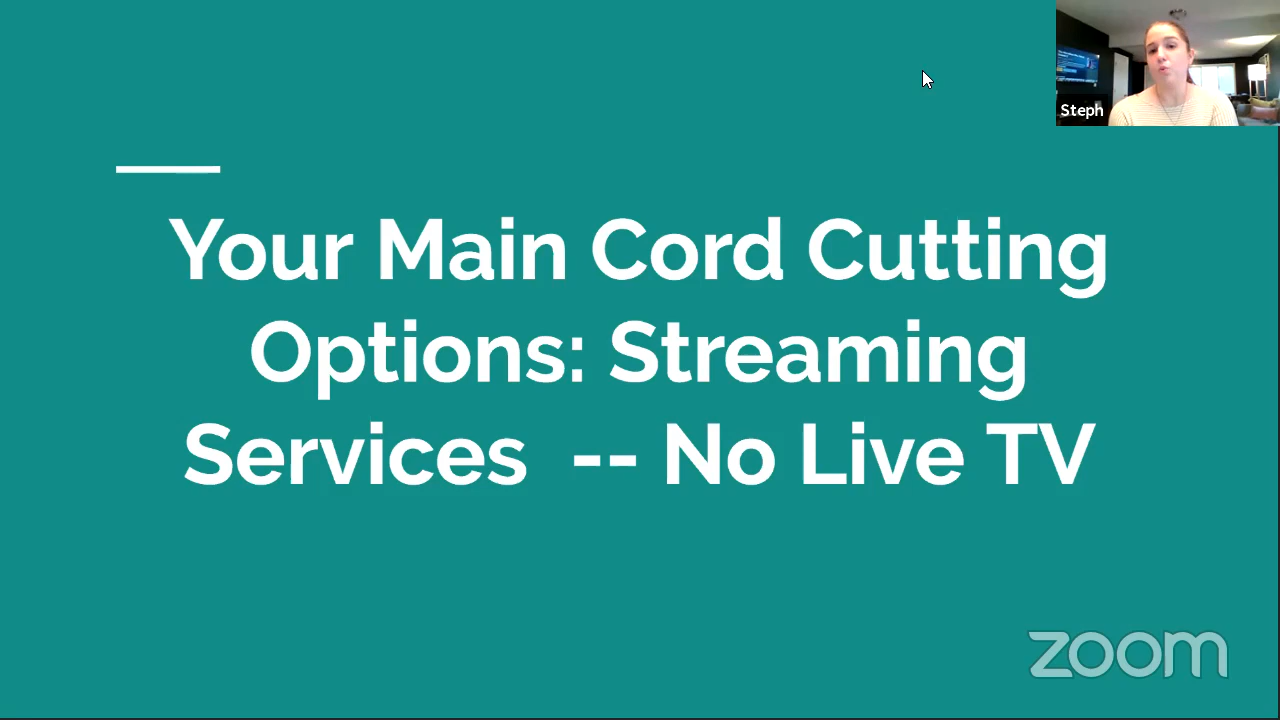 Steph
Your Main Cord Cutting
Options: Streaming
Services -- No Live TV
zoom